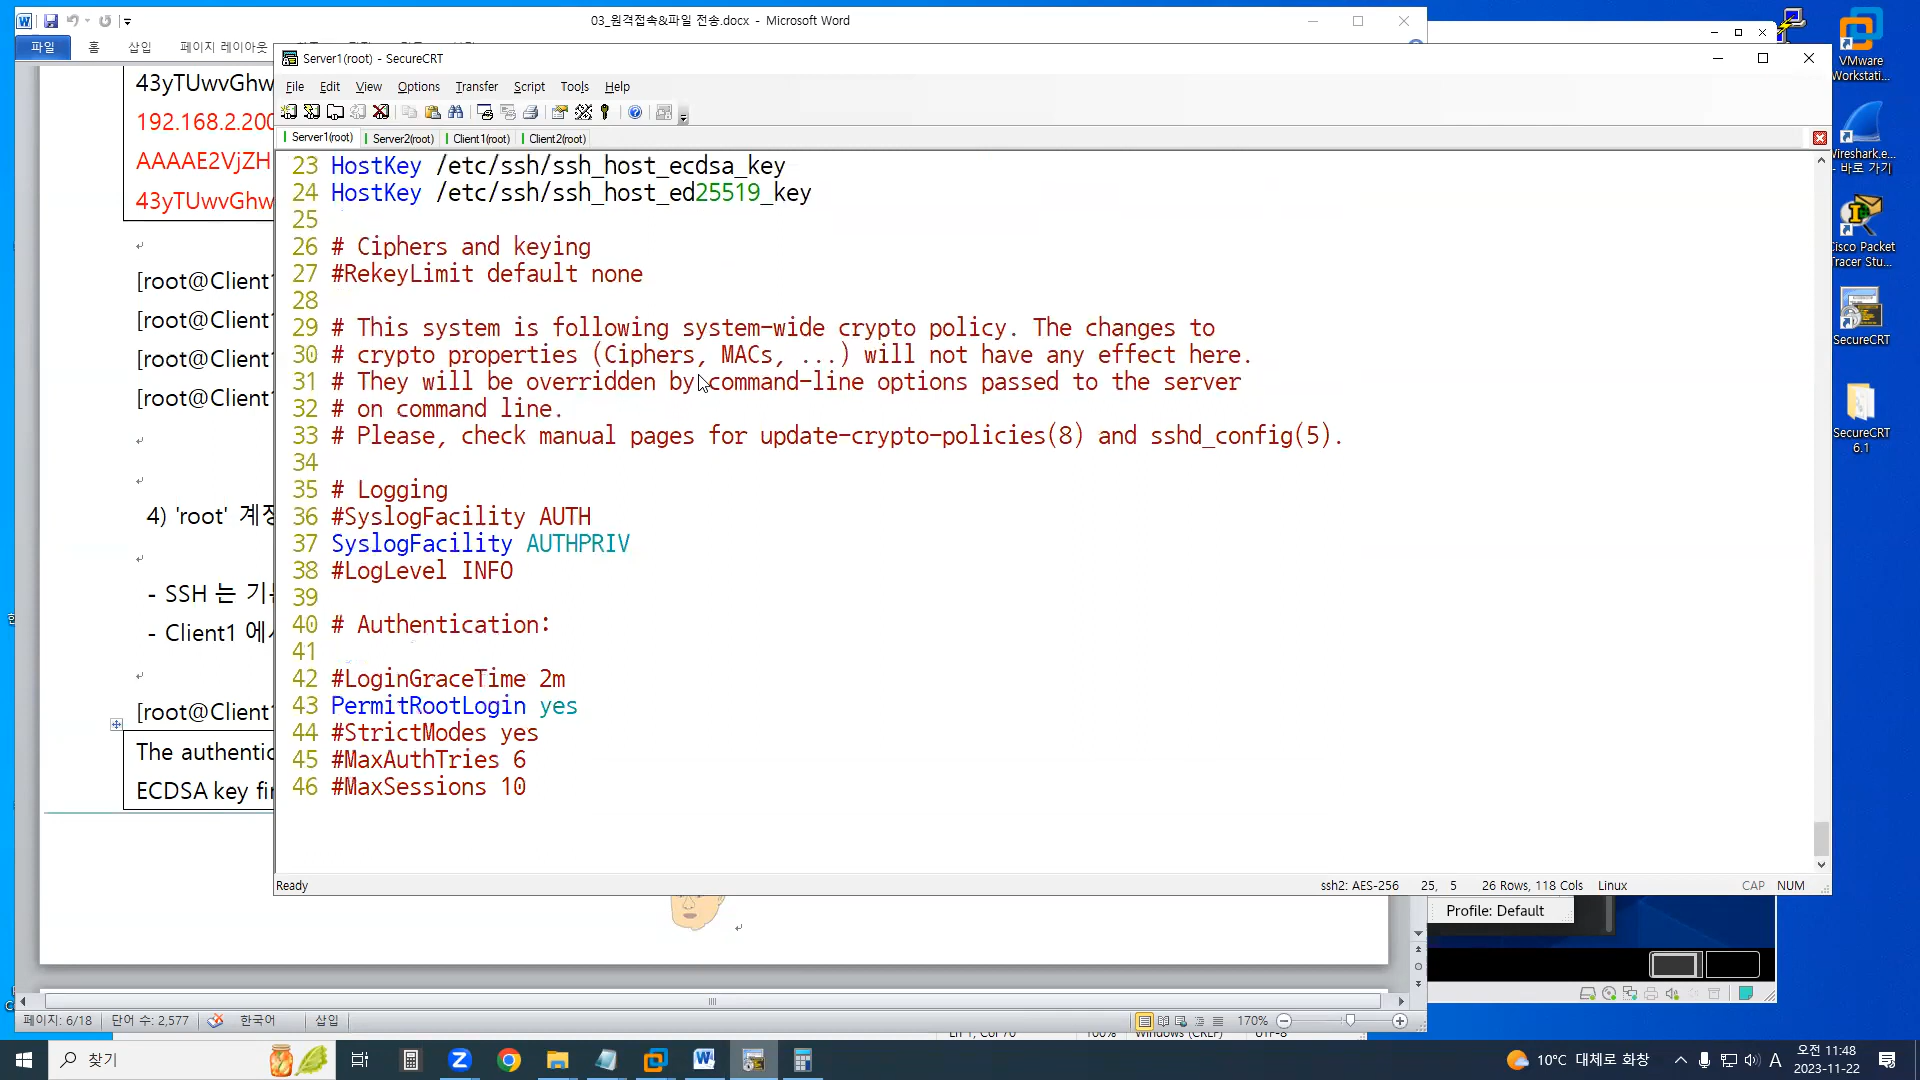 03_원격접속&파일 전송.docx - Microsoft Word
파일 홈 삽입 페이지 레이아웃
43yTUwvGhw
192.168.2.200
AAAAE2VjZH
43yTUwvGhw
[root@Client1
[root@Client1
[root@Client1
[root@Client1
4) 'root' 계정
- SSH 는 기본
- Client1 에서
[root@Client1
The authentic
ECDSA key fin
페이지: 6/18 단어 수: 2,577 한국어 삽입 170%
Server1(root) - SecureCRT
File Edit View Options Transfer Script Tools Help
Server1(root) Server2(root) Client1(root) Client2(root)
23 HostKey /etc/ssh/ssh_host_ecdsa_key
24 HostKey /etc/ssh/ssh_host_ed25519_key
25
26 # Ciphers and keying
27 #RekeyLimit default none
28
29 # This system is following system-wide crypto policy. The changes to
30 # crypto properties (Ciphers, MACs, ...) will not have any effect here.
31 # They will be overridden by command-line options passed to the server
32 # on command line.
33 # Please, check manual pages for update-crypto-policies(8) and sshd_config(5).
34
35 # Logging
36 #SyslogFacility AUTH
37 SyslogFacility AUTHPRIV
38 #LogLevel INFO
39
40 # Authentication:
41
42 #LoginGraceTime 2m
43 PermitRootLogin yes
44 #StrictModes yes
45 #MaxAuthTries 6
46 #MaxSessions 10
Ready ssh2: AES-256 25, 5 26 Rows, 118 Cols Linux CAP NUM
Profile: Default
VMware
Workstati...
Wireshark.e...
- 바로 가기
Cisco Packet
Tracer Stu...
SecureCRT
SecureCRT
6.1
찾기
10°C 대체로 화창
A
오전 11:48
2023-11-22